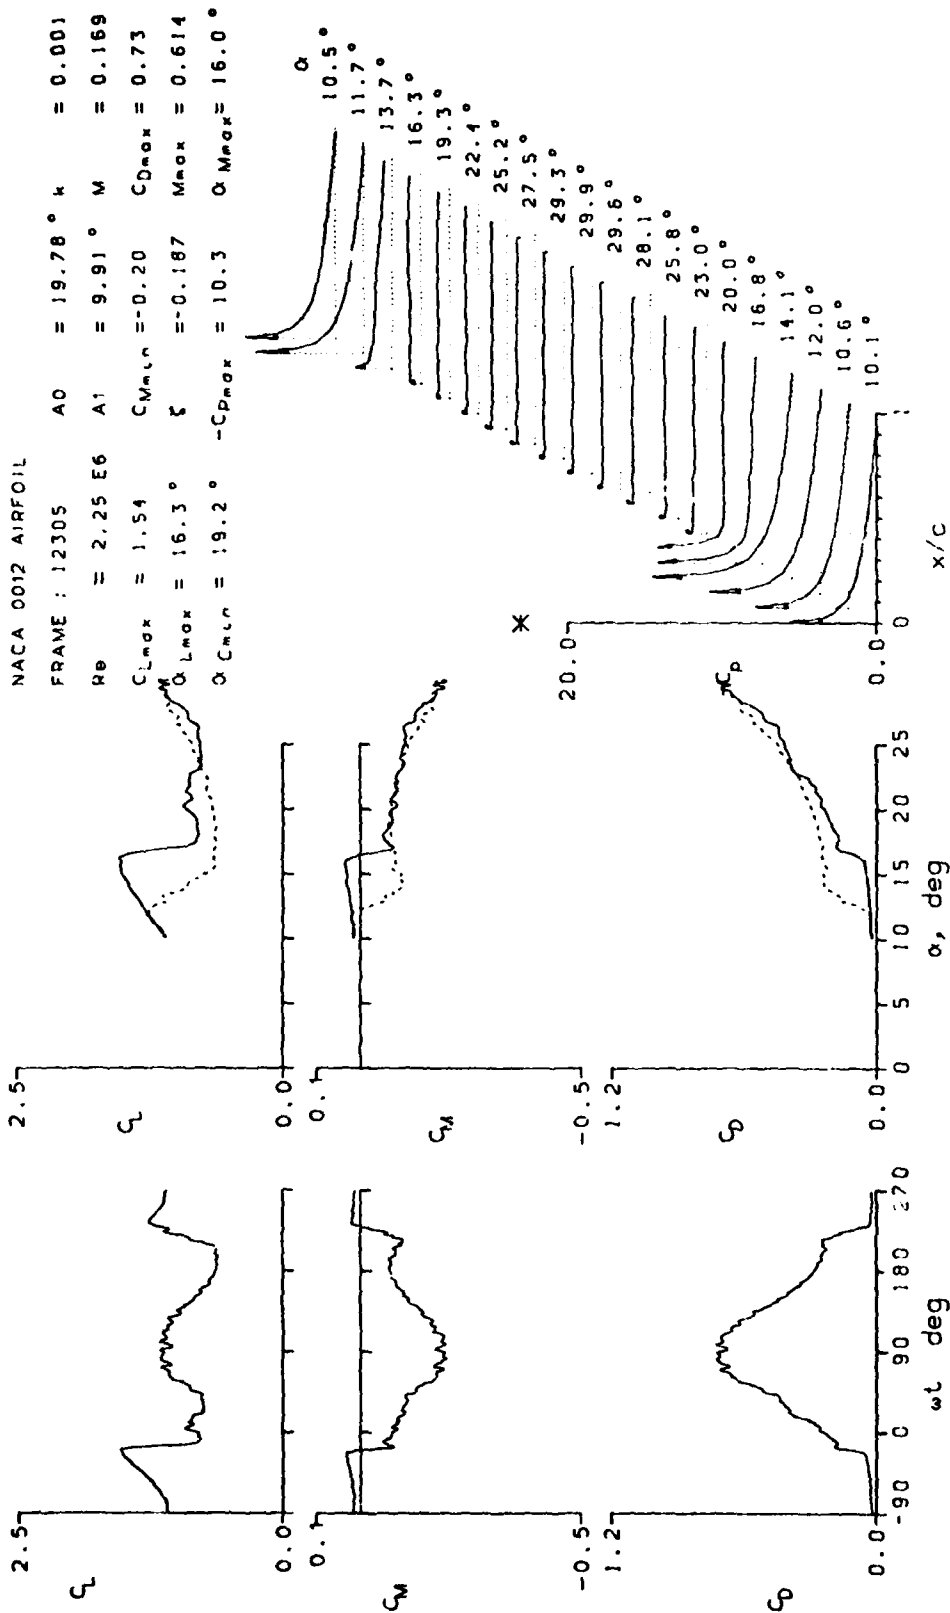 NACA 0012 AIRFOIL
FRAME : 12305 A0 = 19.78° k = 0.001
Re = 2.25 E6 A1 = 9.91° M = 0.169
CLmax = 1.54 CMmin =-0.20 CDmax = 0.73
αLmax = 16.3° ζ =-0.187 Mmax = 0.614
αCmin = 19.2° -CPmax = 10.3 αMmax = 16.0°
2.5
CL
0.0
0.1
CM
-0.5
1.2
CD
0.0
-90 0 90 180 270
ωt deg
2.5
CL
0.0
0.1
CM
-0.5
1.2
CD
0.0
0 5 10 15 20 25
α, deg
20.0
Cp
0.0
0 1
x/c
α
10.5°
11.7°
13.7°
16.3°
19.3°
22.4°
25.2°
27.5°
29.3°
29.9°
29.6°
28.1°
25.8°
23.0°
20.0°
16.8°
14.1°
12.0°
10.6°
10.1°